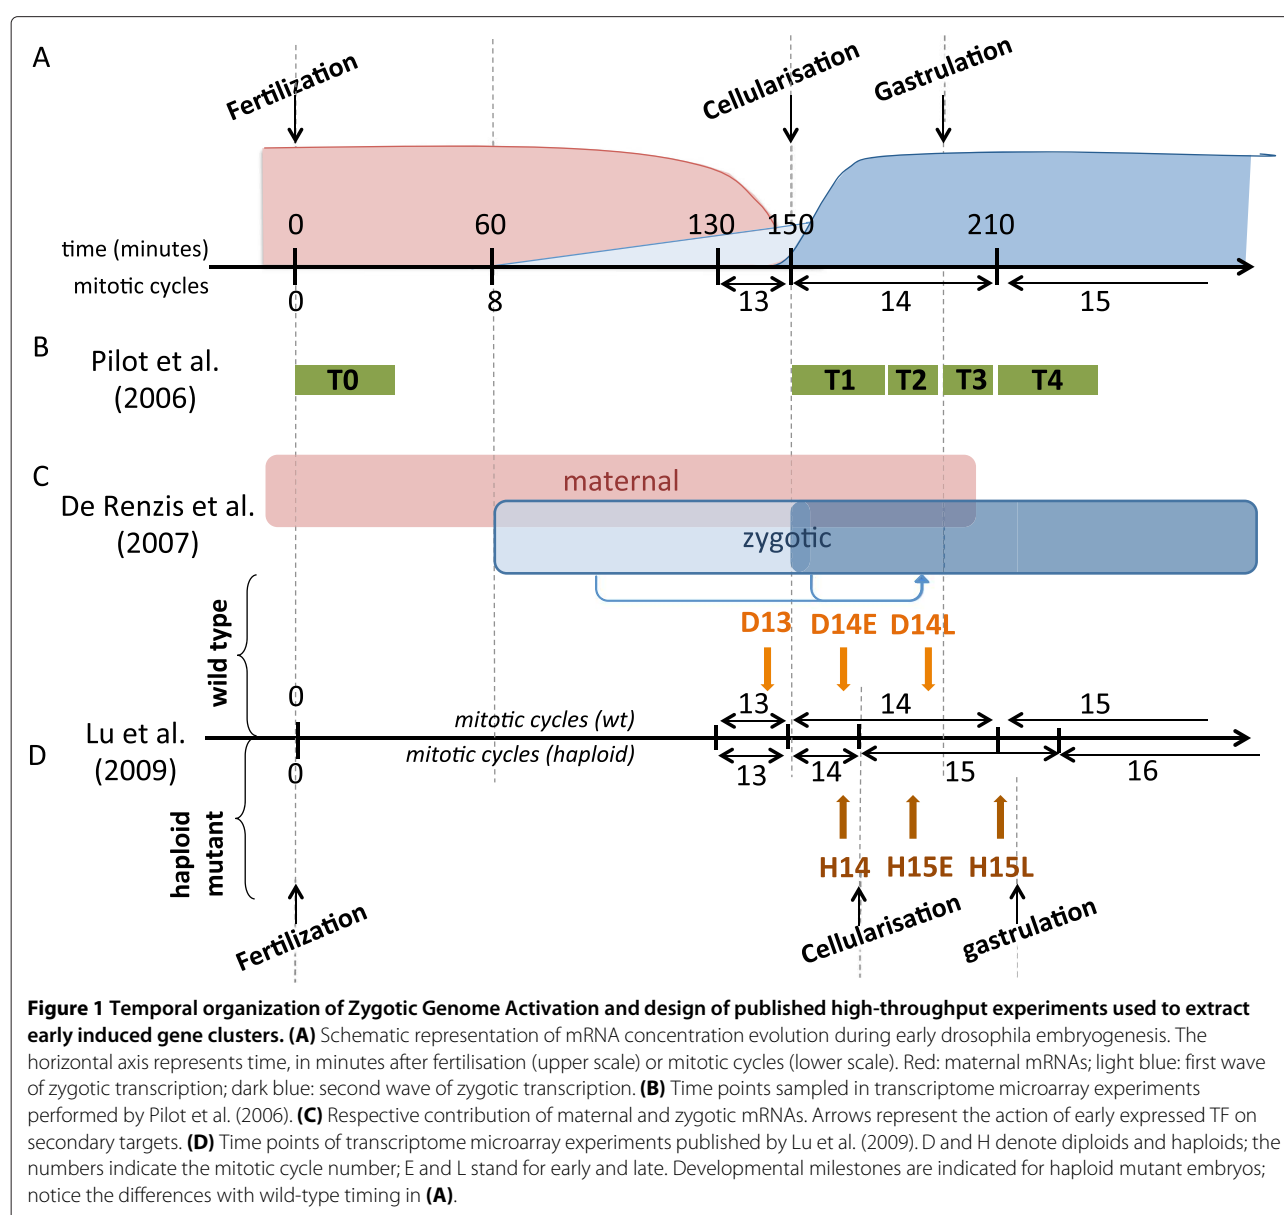 A
Fertilization
Cellularisation
Gastrulation
0 60 130 150 210
time (minutes)
mitotic cycles
0 8 13 14 15
B
Pilot et al.
(2006)
T0 T1 T2 T3 T4
C
maternal
De Renzis et al.
(2007)
zygotic
wild type
D13 D14E D14L
0 13 14 15
mitotic cycles (wt)
Lu et al.
(2009)
D
mitotic cycles (haploid)
0 13 14 15 16
haploid
mutant
H14 H15E H15L
Fertilization
Cellularisation
gastrulation
Figure 1 Temporal organization of Zygotic Genome Activation and design of published high-throughput experiments used to extract
early induced gene clusters. (A) Schematic representation of mRNA concentration evolution during early drosophila embryogenesis. The
horizontal axis represents time, in minutes after fertilisation (upper scale) or mitotic cycles (lower scale). Red: maternal mRNAs; light blue: first wave
of zygotic transcription; dark blue: second wave of zygotic transcription. (B) Time points sampled in transcriptome microarray experiments
performed by Pilot et al. (2006). (C) Respective contribution of maternal and zygotic mRNAs. Arrows represent the action of early expressed TF on
secondary targets. (D) Time points of transcriptome microarray experiments published by Lu et al. (2009). D and H denote diploids and haploids; the
numbers indicate the mitotic cycle number; E and L stand for early and late. Developmental milestones are indicated for haploid mutant embryos;
notice the differences with wild-type timing in (A).